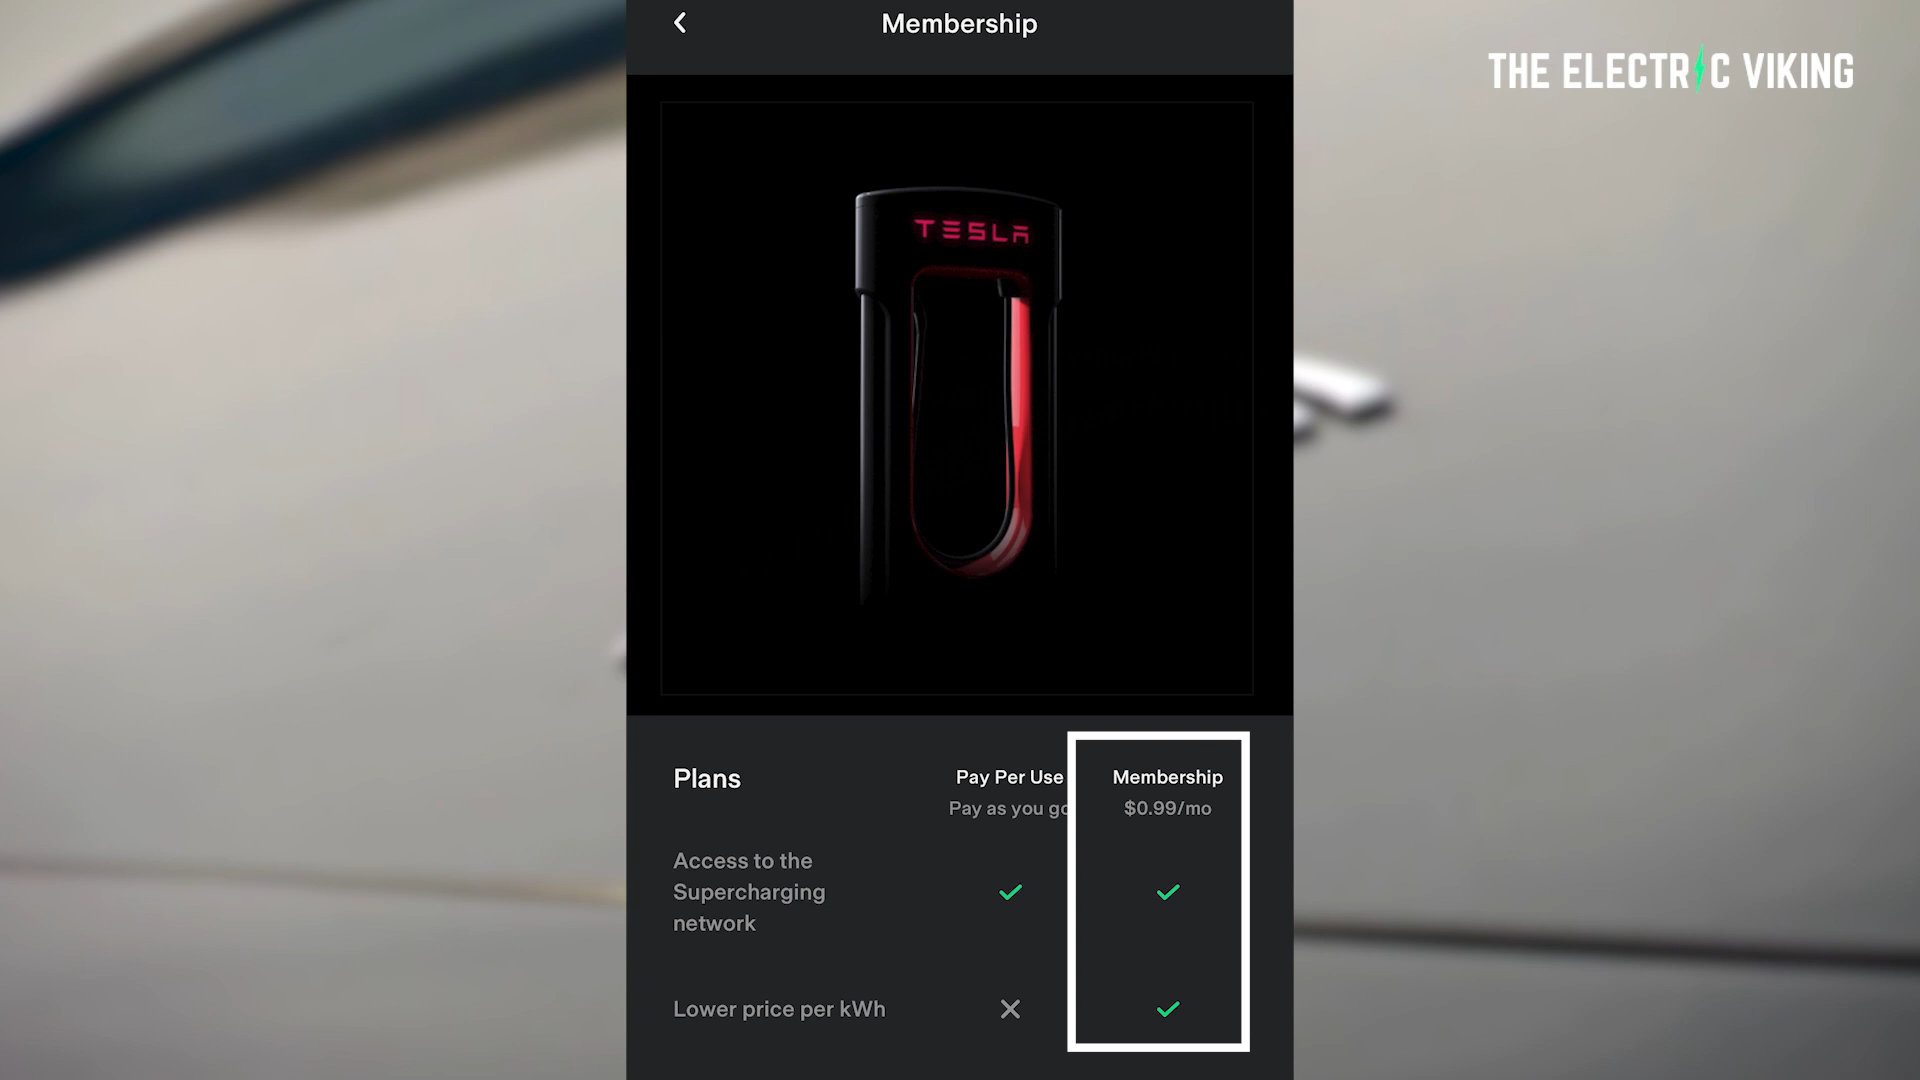 Membership
THE ELECTRIC VIKING
TESLA
Plans
Pay Per Use
Membership
Pay as you go
$0.99/mo
Access to the
Supercharging
network
Lower price per kWh